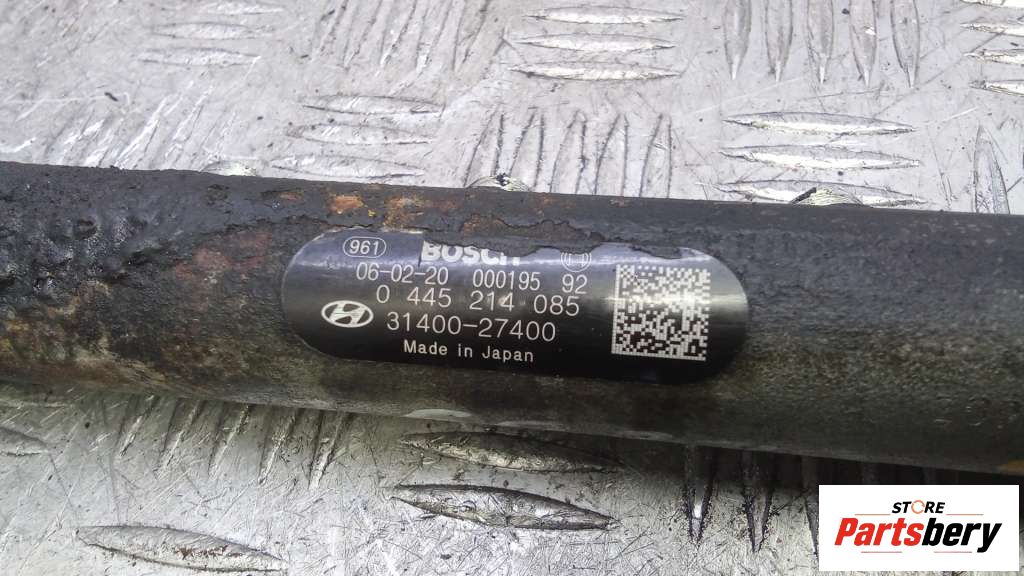 961 BOSCH
06-02-20 000195 92
0 445 214 085
31400-27400
Made in Japan
STORE
Partsbery